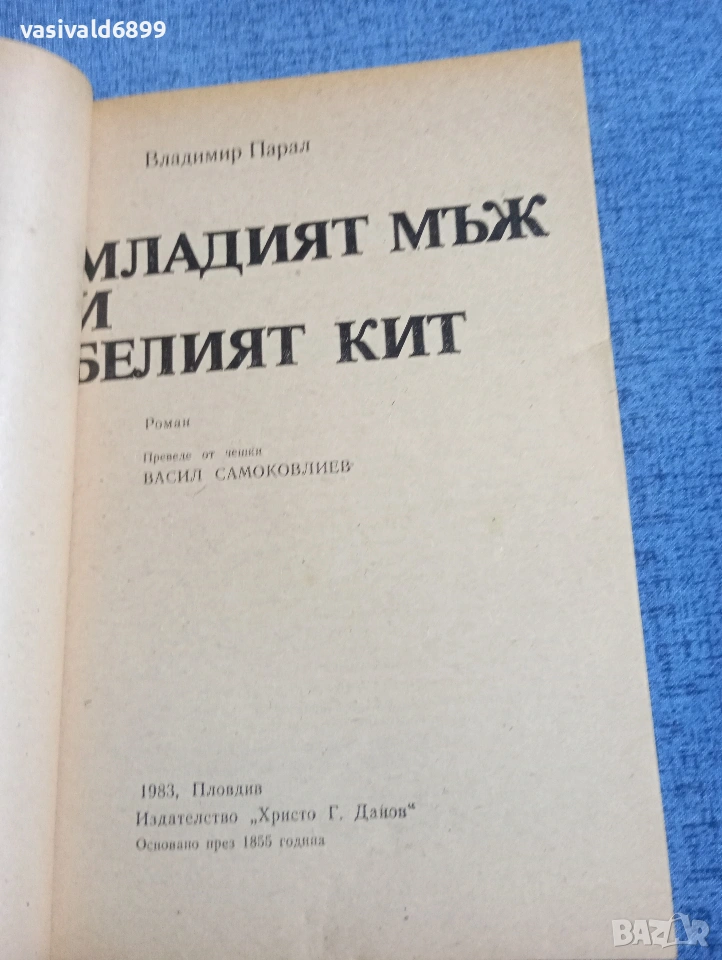 vasivald6899
Владимир Парал
МЛАДИЯТ МЪЖ
И
БЕЛИЯТ КИТ
Роман
Преведе от чешки
ВАСИЛ САМОКОВЛИЕВ
1983, Пловдив
Издателство „Христо Г. Данов“
Основано през 1855 година
BAZAR